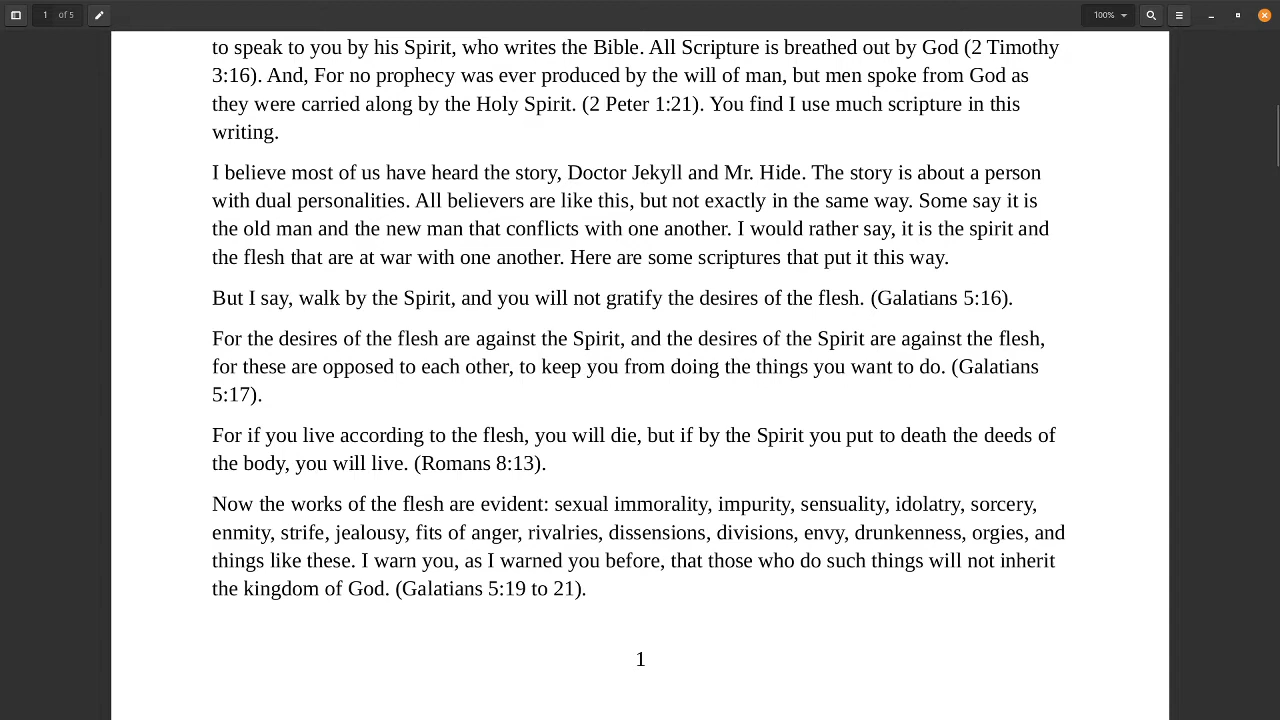 1 of 5
100%
to speak to you by his Spirit, who writes the Bible. All Scripture is breathed out by God (2 Timothy
3:16). And, For no prophecy was ever produced by the will of man, but men spoke from God as
they were carried along by the Holy Spirit. (2 Peter 1:21). You find I use much scripture in this
writing.
I believe most of us have heard the story, Doctor Jekyll and Mr. Hide. The story is about a person
with dual personalities. All believers are like this, but not exactly in the same way. Some say it is
the old man and the new man that conflicts with one another. I would rather say, it is the spirit and
the flesh that are at war with one another. Here are some scriptures that put it this way.
But I say, walk by the Spirit, and you will not gratify the desires of the flesh. (Galatians 5:16).
For the desires of the flesh are against the Spirit, and the desires of the Spirit are against the flesh,
for these are opposed to each other, to keep you from doing the things you want to do. (Galatians
5:17).
For if you live according to the flesh, you will die, but if by the Spirit you put to death the deeds of
the body, you will live. (Romans 8:13).
Now the works of the flesh are evident: sexual immorality, impurity, sensuality, idolatry, sorcery,
enmity, strife, jealousy, fits of anger, rivalries, dissensions, divisions, envy, drunkenness, orgies, and
things like these. I warn you, as I warned you before, that those who do such things will not inherit
the kingdom of God. (Galatians 5:19 to 21).
1